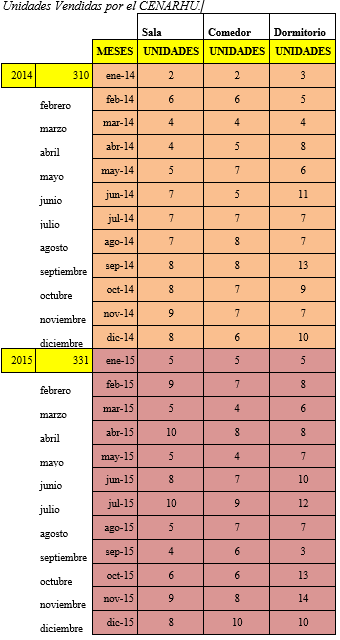 Unidades Vendidas por el CENARHU.
Sala Comedor Dormitorio
MESES UNIDADES UNIDADES UNIDADES
2014 310 ene-14 2 2 3
febrero feb-14 6 6 5
marzo mar-14 4 4 4
abril abr-14 4 5 8
mayo may-14 5 7 6
junio jun-14 7 5 11
julio jul-14 7 7 7
agosto ago-14 7 8 7
septiembre sep-14 8 8 13
octubre oct-14 8 7 9
noviembre nov-14 9 7 7
diciembre dic-14 8 6 10
2015 331 ene-15 5 5 5
febrero feb-15 9 7 8
marzo mar-15 5 4 6
abril abr-15 10 8 8
mayo may-15 5 4 7
junio jun-15 8 7 10
julio jul-15 10 9 12
agosto ago-15 5 7 7
septiembre sep-15 4 6 3
octubre oct-15 6 6 13
noviembre nov-15 9 8 14
diciembre dic-15 8 10 10